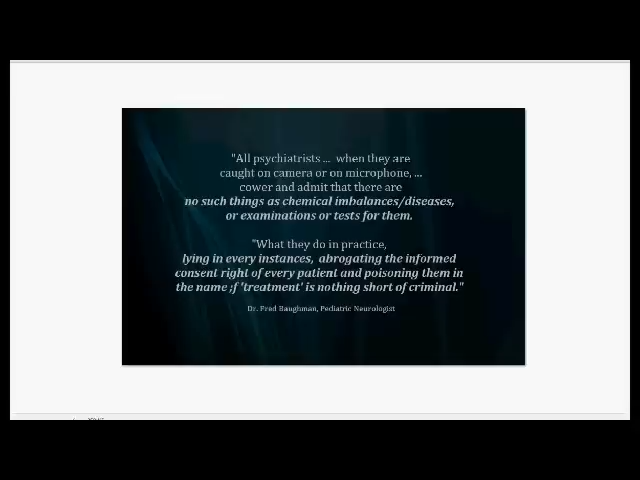 "All psychiatrists ... when they are
caught on camera or on microphone, ...
cower and admit that there are
no such things as chemical imbalances/diseases,
or examinations or tests for them.
"What they do in practice,
lying in every instances, abrogating the informed
consent right of every patient and poisoning them in
the name ;f 'treatment' is nothing short of criminal."
Dr. Fred Baughman, Pediatric Neurologist